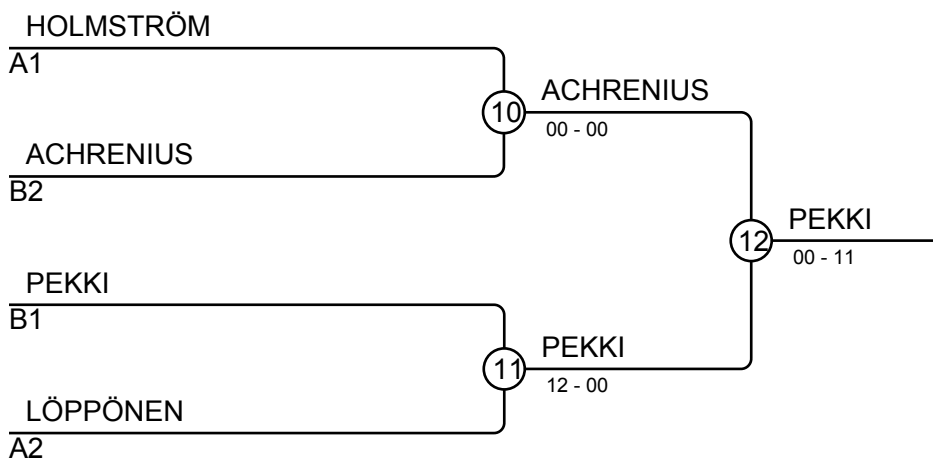 HOLMSTRÖM
A1
10
ACHRENIUS
00 - 00
ACHRENIUS
B2
12
PEKKI
00 - 11
PEKKI
B1
11
PEKKI
12 - 00
LÖPPÖNEN
A2